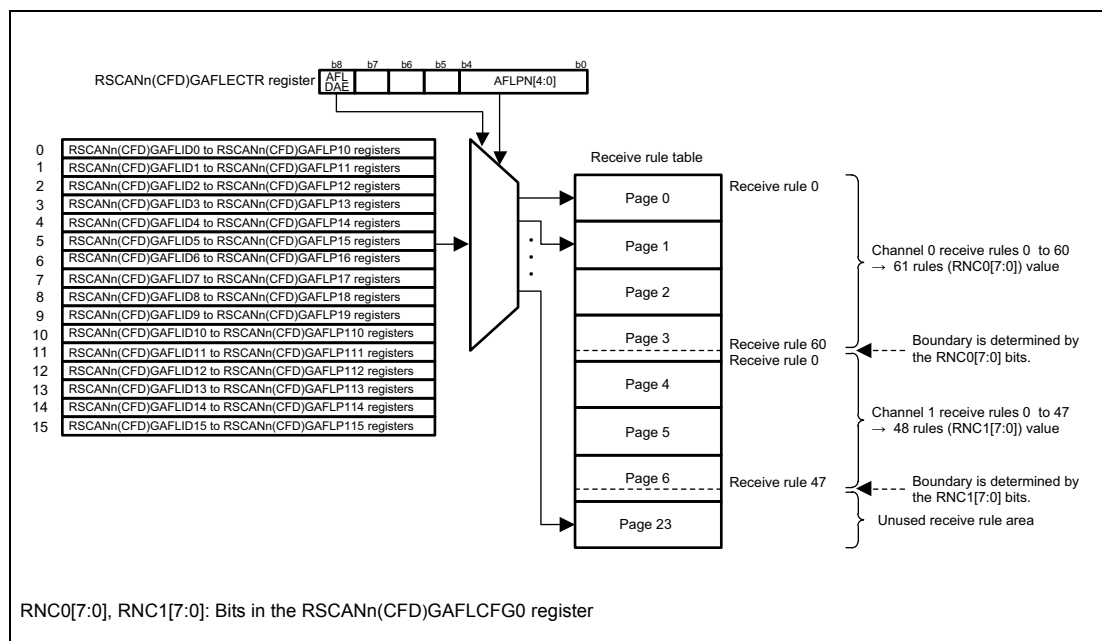 b8 b7 b6 b5 b4 b0
RSCANn(CFD)GAFLECTR register
AFL
DAE
AFLPN[4:0]
0 RSCANn(CFD)GAFLID0 to RSCANn(CFD)GAFLP10 registers
1 RSCANn(CFD)GAFLID1 to RSCANn(CFD)GAFLP11 registers
2 RSCANn(CFD)GAFLID2 to RSCANn(CFD)GAFLP12 registers
3 RSCANn(CFD)GAFLID3 to RSCANn(CFD)GAFLP13 registers
4 RSCANn(CFD)GAFLID4 to RSCANn(CFD)GAFLP14 registers
5 RSCANn(CFD)GAFLID5 to RSCANn(CFD)GAFLP15 registers
6 RSCANn(CFD)GAFLID6 to RSCANn(CFD)GAFLP16 registers
7 RSCANn(CFD)GAFLID7 to RSCANn(CFD)GAFLP17 registers
8 RSCANn(CFD)GAFLID8 to RSCANn(CFD)GAFLP18 registers
9 RSCANn(CFD)GAFLID9 to RSCANn(CFD)GAFLP19 registers
10 RSCANn(CFD)GAFLID10 to RSCANn(CFD)GAFLP110 registers
11 RSCANn(CFD)GAFLID11 to RSCANn(CFD)GAFLP111 registers
12 RSCANn(CFD)GAFLID12 to RSCANn(CFD)GAFLP112 registers
13 RSCANn(CFD)GAFLID13 to RSCANn(CFD)GAFLP113 registers
14 RSCANn(CFD)GAFLID14 to RSCANn(CFD)GAFLP114 registers
15 RSCANn(CFD)GAFLID15 to RSCANn(CFD)GAFLP115 registers
Receive rule table
Page 0
Page 1
Page 2
Page 3
Page 4
Page 5
Page 6
Page 23
Receive rule 0
Receive rule 60
Receive rule 0
Receive rule 47
Channel 0 receive rules 0 to 60
→ 61 rules (RNC0[7:0]) value
Boundary is determined by
the RNC0[7:0] bits.
Channel 1 receive rules 0 to 47
→ 48 rules (RNC1[7:0]) value
Boundary is determined by
the RNC1[7:0] bits.
Unused receive rule area
RNC0[7:0], RNC1[7:0]: Bits in the RSCANn(CFD)GAFLCFG0 register